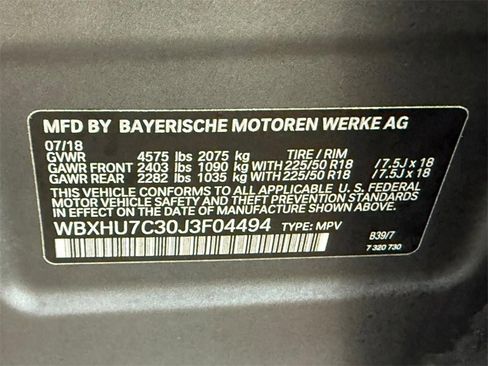 MFD BY BAYERISCHE MOTOREN WERKE AG
07/18
GVWR 4575 lbs 2075 kg TIRE / RIM
GAWR FRONT 2403 lbs 1090 kg WITH 225/50 R18 / 7.5J x 18
GAWR REAR 2282 lbs 1035 kg WITH 225/50 R18 / 7.5J x 18
THIS VEHICLE CONFORMS TO ALL APPLICABLE U. S. FEDERAL
MOTOR VEHICLE SAFETY AND THEFT PREVENTION STANDARDS
IN EFFECT ON THE DATE OF MANUFACTURE SHOWN ABOVE.
WBXHU7C30J3F04494 TYPE: MPV B39/7
7 320 730